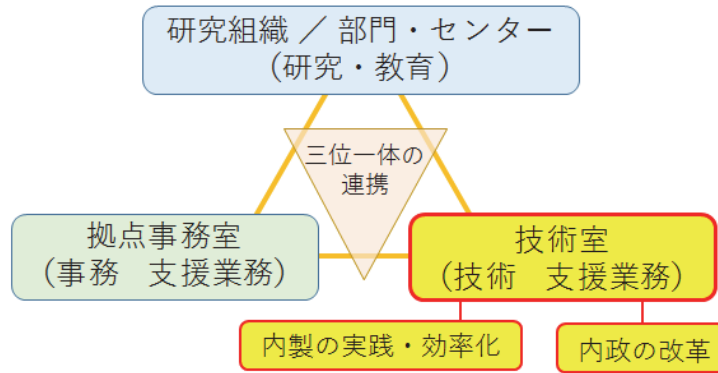 研究組織 ／ 部門・センター
（研究・教育）
三位一体の
連携
拠点事務室
（事務　支援業務）
技術室
（技術　支援業務）
内製の実践・効率化
内政の改革